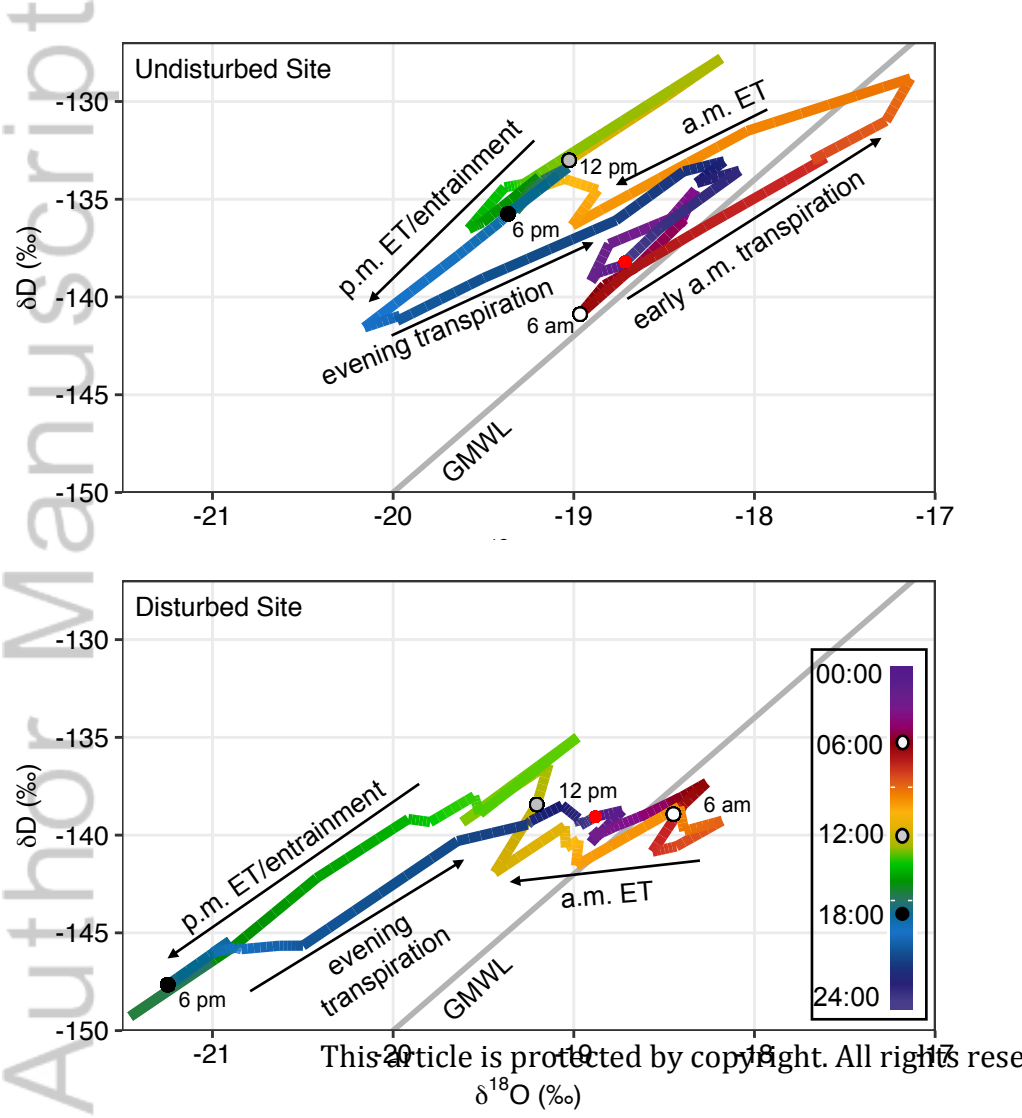 Author Manuscript
Undisturbed Site
-130
-135
-140
-145
-150
δD (‰)
a.m. ET
12 pm
p.m. ET/entrainment
6 pm
evening transpiration
early a.m. transpiration
6 am
GMWL
-21
-20
-19
-18
-17
Disturbed Site
-130
-135
-140
-145
-150
δD (‰)
12 pm
6 am
p.m. ET/entrainment
a.m. ET
evening
transpiration
6 pm
GMWL
00:00
06:00
12:00
18:00
24:00
-21
-20
-19
-18
-17
This article is protected by copyright. All rights rese
δ¹⁸O (‰)